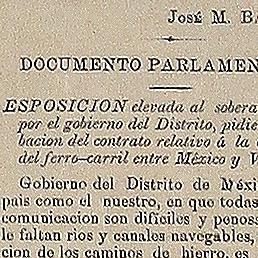 José M. BA
DOCUMENTO PARLAMEN
ESPOSICION elevada al sobera
por el gobierno del Distrito, pidie
bacion del contrato relativo á la
del ferro-carril entre México y V
Gobierno del Distrito de Méxi
pais como el nuestro, en que todas
comunicacion son difíciles y penos
le faltan rios y canales navegables,
cion de los caminos de hierro, es